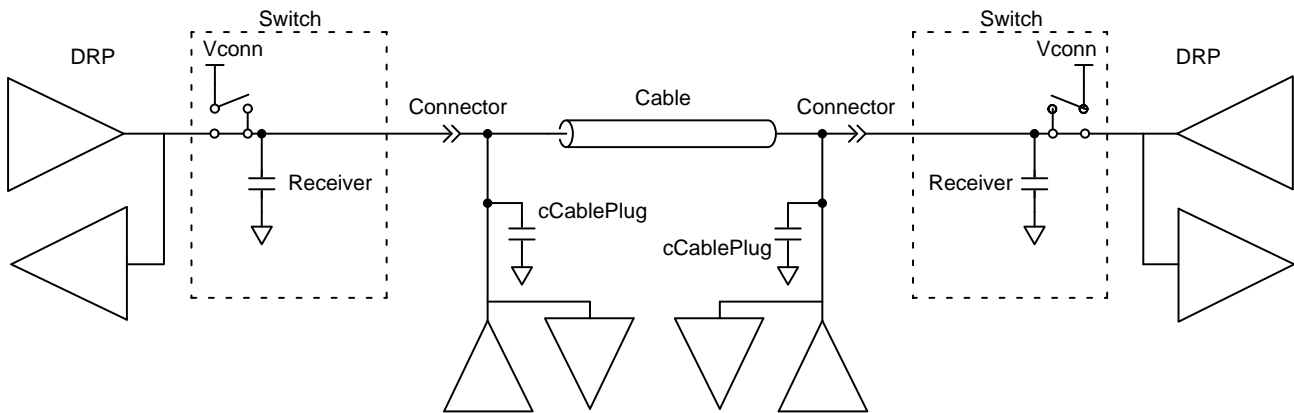 Switch
Switch
DRP
Vconn
Vconn
DRP
Connector
Cable
Connector
Receiver
Receiver
cCablePlug
cCablePlug